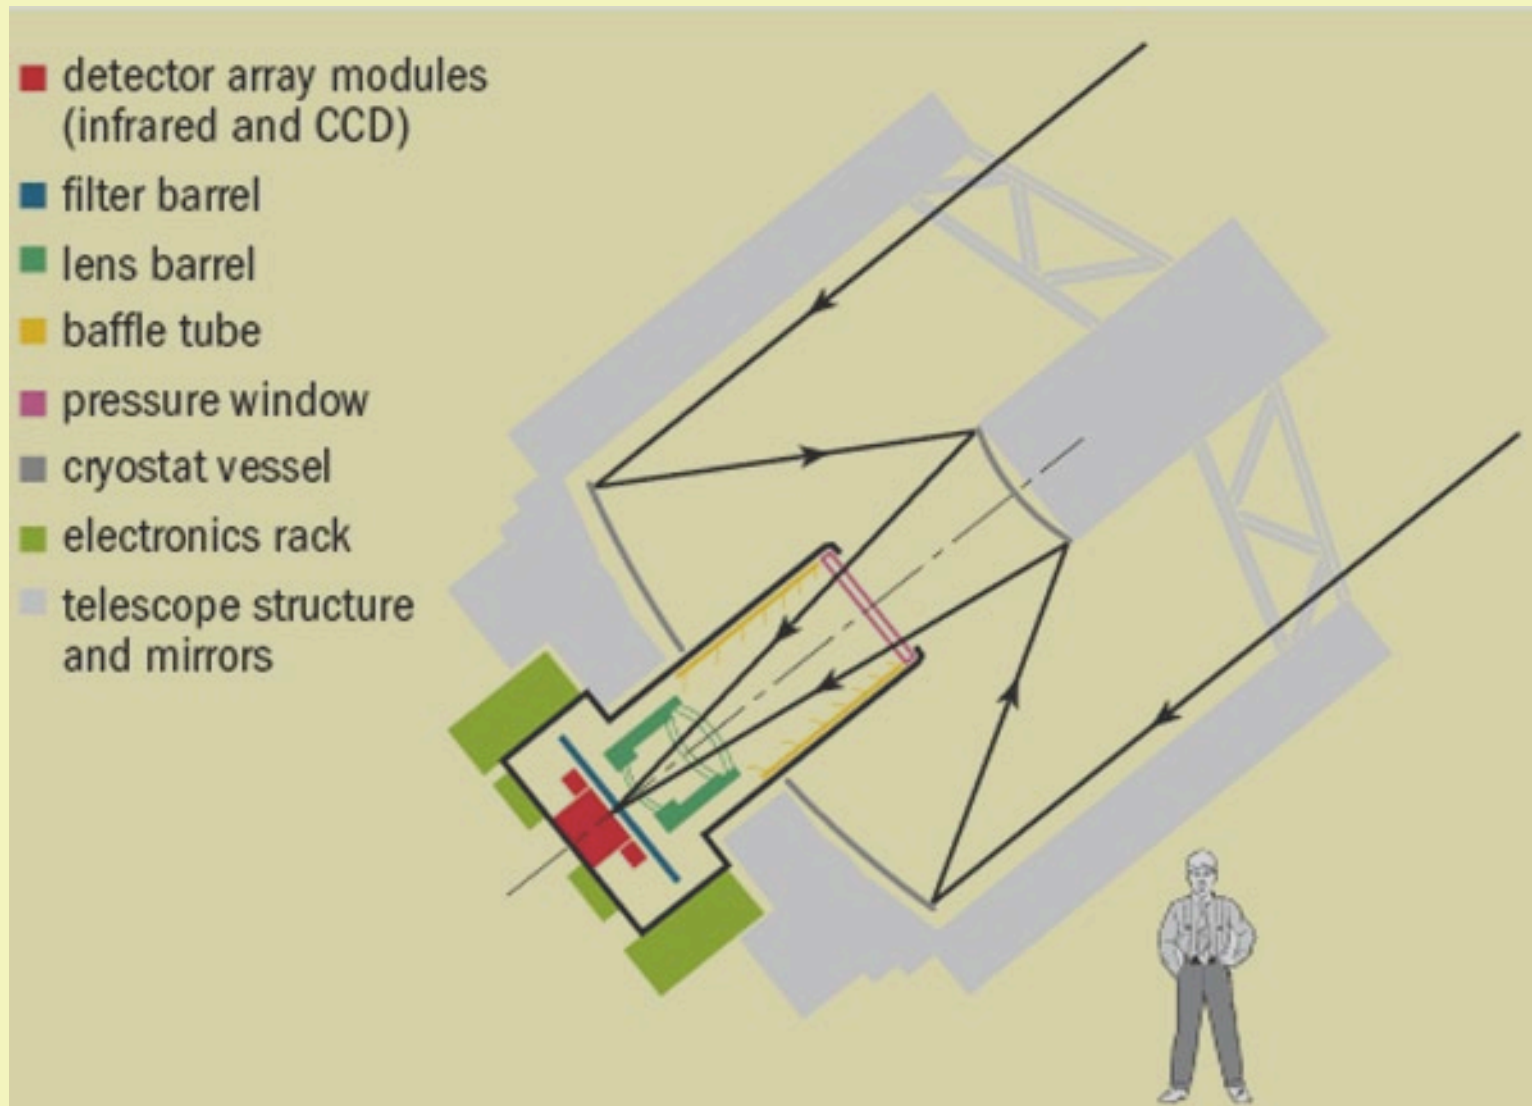 detector array modules
(infrared and CCD)
filter barrel
lens barrel
baffle tube
pressure window
cryostat vessel
electronics rack
telescope structure
and mirrors